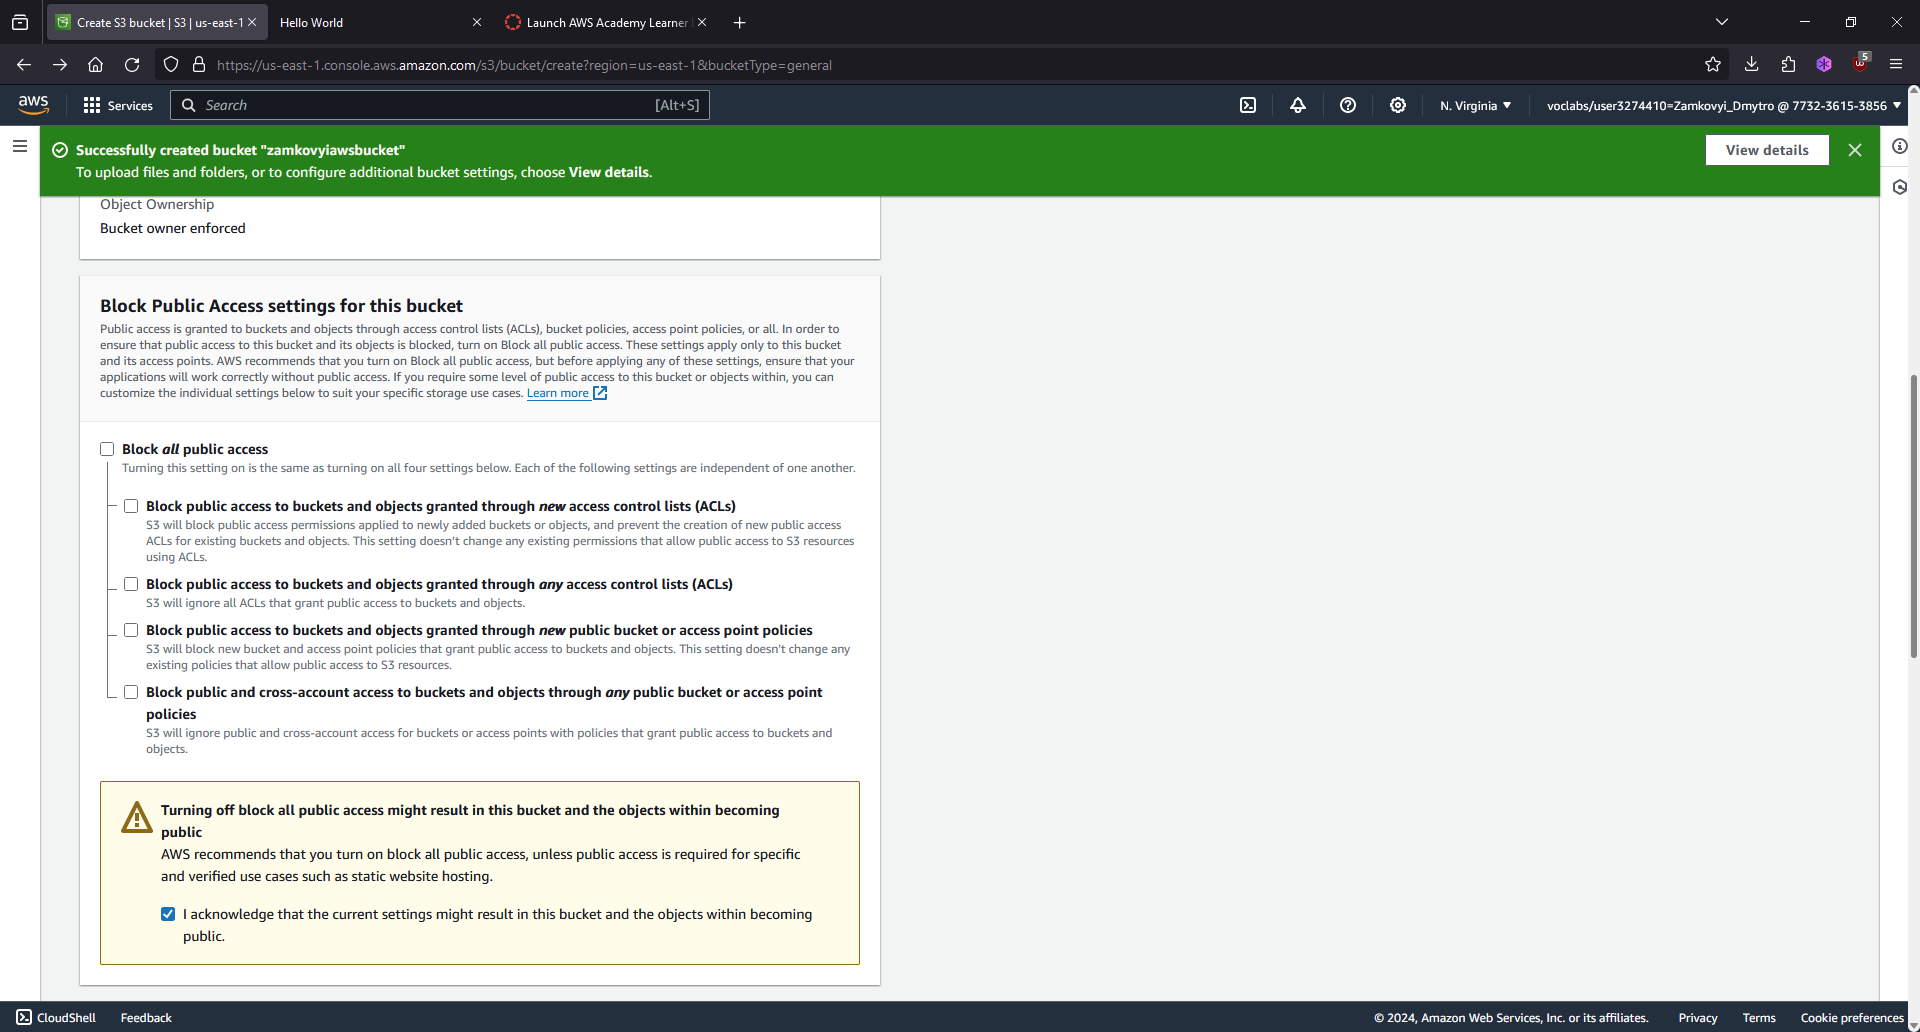 Create S3 bucket | S3 | us-east-1
Hello World
Launch AWS Academy Learner
https://us-east-1.console.aws.amazon.com/s3/bucket/create?region=us-east-1&bucketType=general
5
aws
Services
Search
[Alt+S]
N. Virginia
voclabs/user3274410=Zamkovyi_Dmytro @ 7732-3615-3856
Successfully created bucket "zamkovyiawsbucket"
To upload files and folders, or to configure additional bucket settings, choose View details.
View details
Object Ownership
Bucket owner enforced
Block Public Access settings for this bucket
Public access is granted to buckets and objects through access control lists (ACLs), bucket policies, access point policies, or all. In order to
ensure that public access to this bucket and its objects is blocked, turn on Block all public access. These settings apply only to this bucket
and its access points. AWS recommends that you turn on Block all public access, but before applying any of these settings, ensure that your
applications will work correctly without public access. If you require some level of public access to this bucket or objects within, you can
customize the individual settings below to suit your specific storage use cases. Learn more
Block all public access
Turning this setting on is the same as turning on all four settings below. Each of the following settings are independent of one another.
Block public access to buckets and objects granted through new access control lists (ACLs)
S3 will block public access permissions applied to newly added buckets or objects, and prevent the creation of new public access
ACLs for existing buckets and objects. This setting doesn't change any existing permissions that allow public access to S3 resources
using ACLs.
Block public access to buckets and objects granted through any access control lists (ACLs)
S3 will ignore all ACLs that grant public access to buckets and objects.
Block public access to buckets and objects granted through new public bucket or access point policies
S3 will block new bucket and access point policies that grant public access to buckets and objects. This setting doesn't change any
existing policies that allow public access to S3 resources.
Block public and cross-account access to buckets and objects through any public bucket or access point
policies
S3 will ignore public and cross-account access for buckets or access points with policies that grant public access to buckets and
objects.
Turning off block all public access might result in this bucket and the objects within becoming
public
AWS recommends that you turn on block all public access, unless public access is required for specific
and verified use cases such as static website hosting.
I acknowledge that the current settings might result in this bucket and the objects within becoming
public.
CloudShell
Feedback
© 2024, Amazon Web Services, Inc. or its affiliates.
Privacy
Terms
Cookie preferences